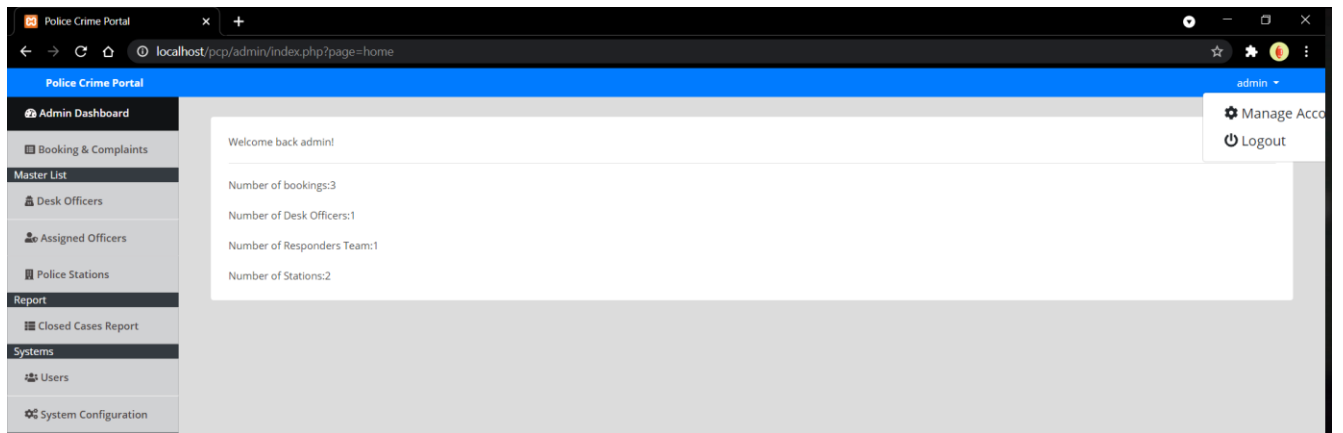 Police Crime Portal
localhost/pcp/admin/index.php?page=home
Police Crime Portal
admin
Admin Dashboard
Manage Acco
Logout
Booking & Complaints
Master List
Desk Officers
Assigned Officers
Police Stations
Report
Closed Cases Report
Systems
Users
System Configuration
Welcome back admin!
Number of bookings:3
Number of Desk Officers:1
Number of Responders Team:1
Number of Stations:2